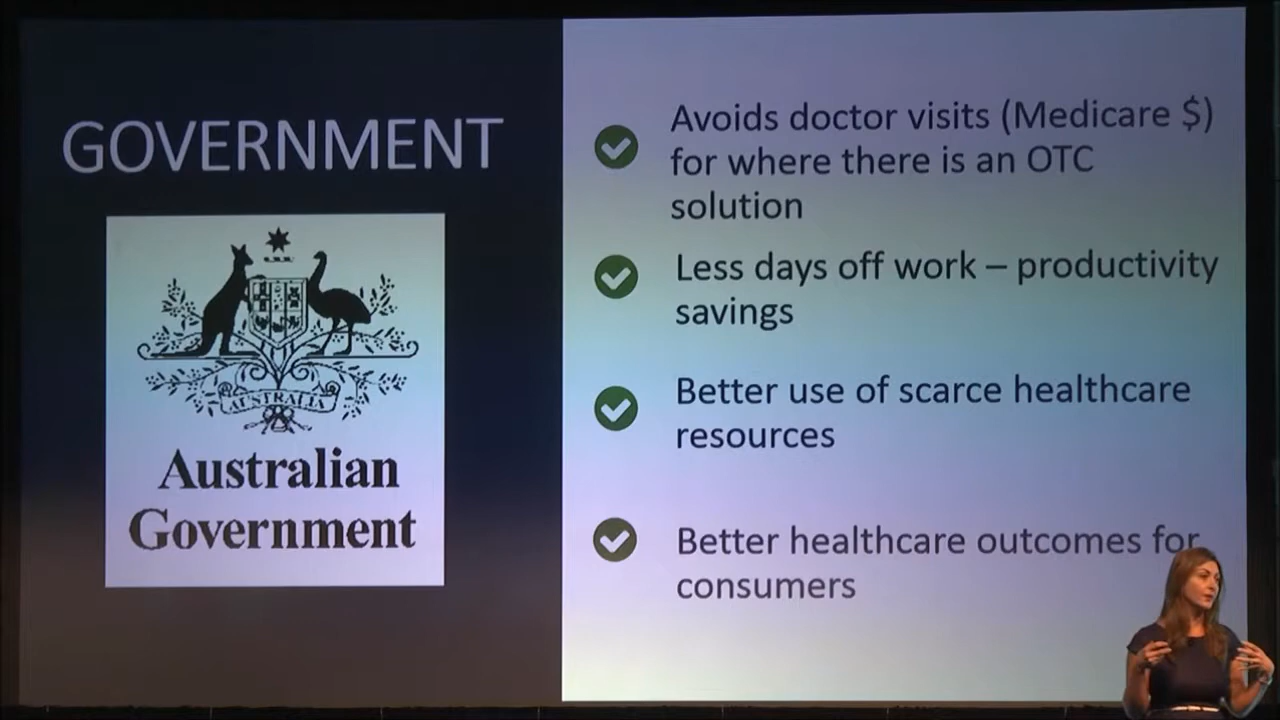 GOVERNMENT
AUSTRALIA
Australian
Government
Avoids doctor visits (Medicare $)
for where there is an OTC
solution
Less days off work – productivity
savings
Better use of scarce healthcare
resources
Better healthcare outcomes for
consumers